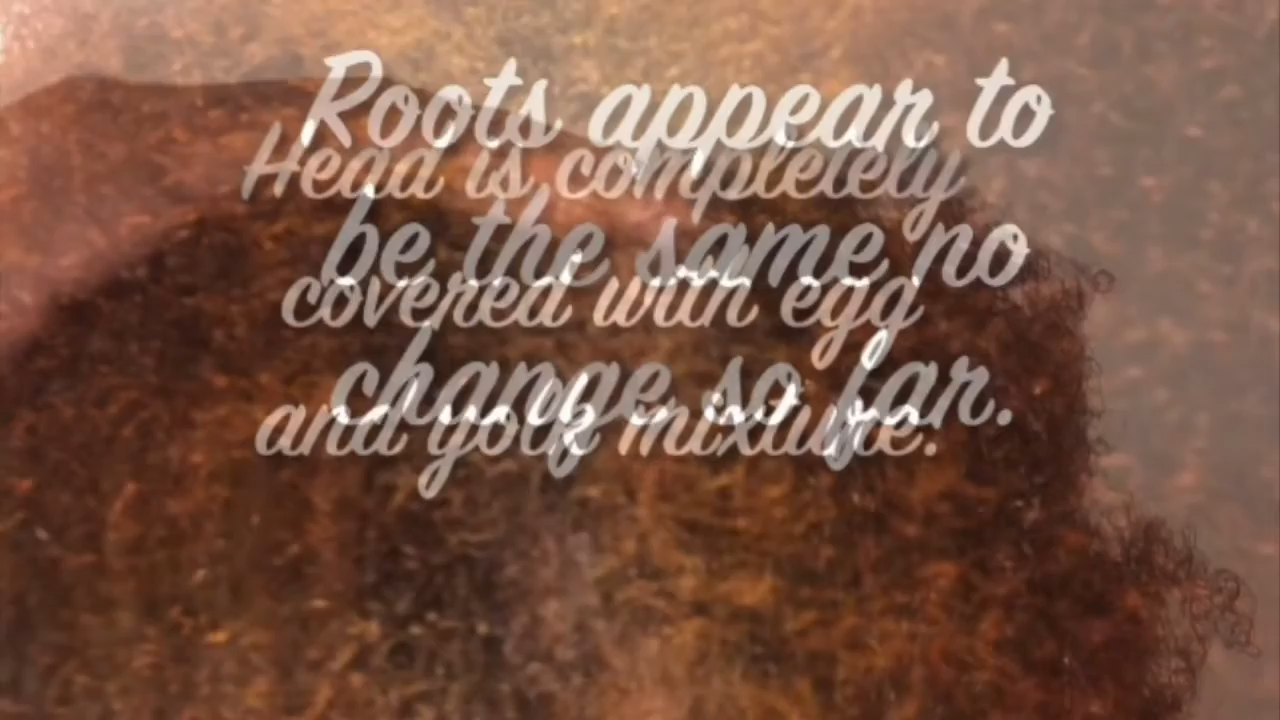 Roots appear to
be the same no
change so far.
Head is completely
covered with egg
and yolk mixture.